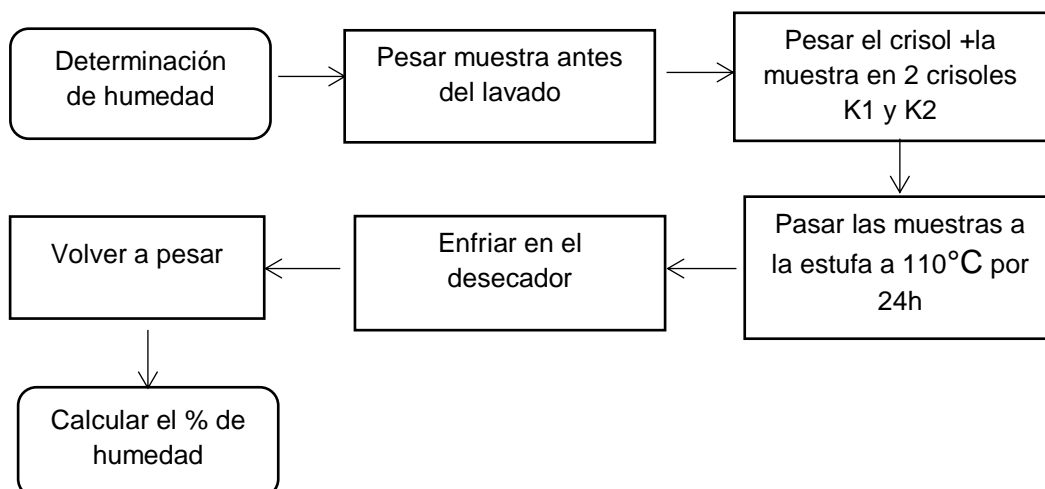 Determinación
de humedad
Pesar muestra antes
del lavado
Pesar el crisol +la
muestra en 2 crisoles
K1 y K2
Pasar las muestras a
la estufa a 110°C por
24h
Enfriar en el
desecador
Volver a pesar
Calcular el % de
humedad